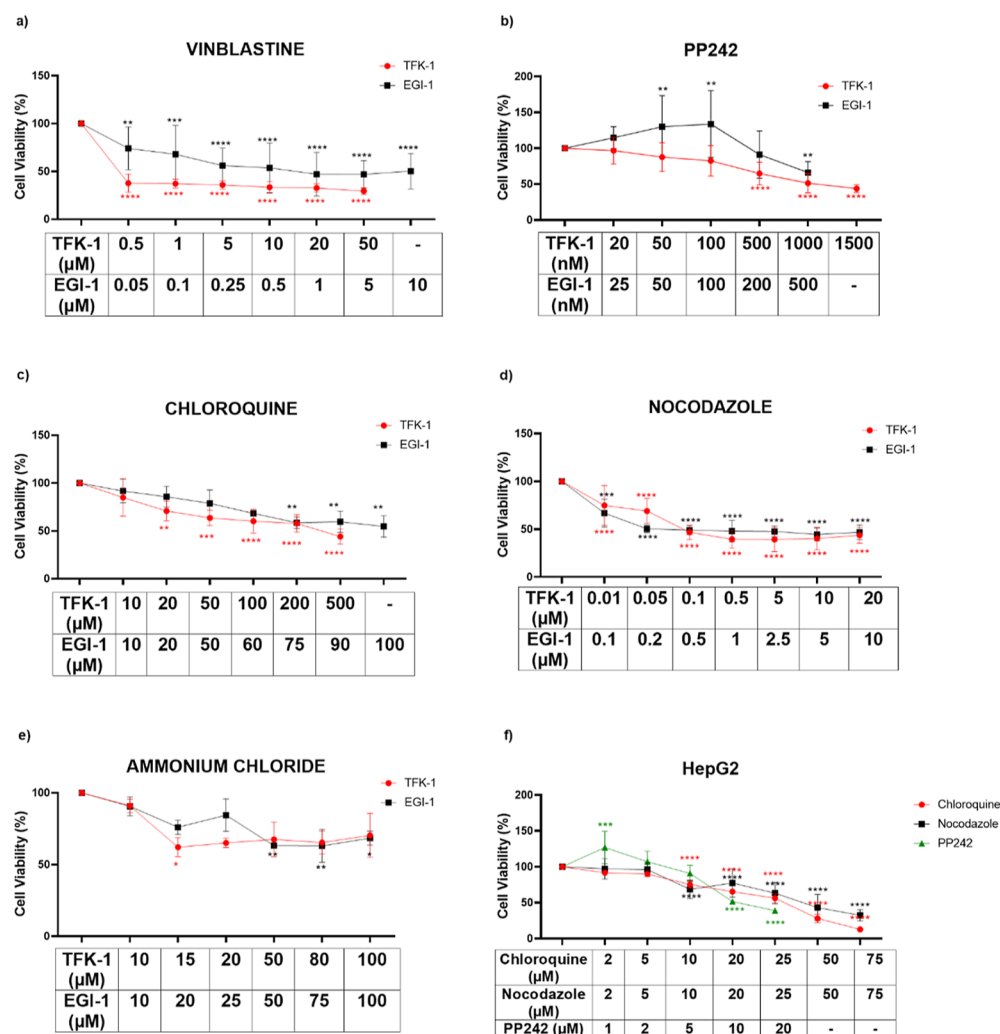 a)
VINBLASTINE
TFK-1
EGI-1
Cell Viability (%)
150
100
50
0
** *** **** **** **** **** ****
**** **** **** **** **** ****
TFK-1 (µM) 0.5 1 5 10 20 50 -
EGI-1 (µM) 0.05 0.1 0.25 0.5 1 5 10
b)
PP242
TFK-1
EGI-1
Cell Viability (%)
200
150
100
50
0
** ** **
**** **** ****
TFK-1 (nM) 20 50 100 500 1000 1500
EGI-1 (nM) 25 50 100 200 500 -
c)
CHLOROQUINE
TFK-1
EGI-1
Cell Viability (%)
150
100
50
0
** ** **
** *** **** **** ****
TFK-1 (µM) 10 20 50 100 200 500 -
EGI-1 (µM) 10 20 50 60 75 90 100
d)
NOCODAZOLE
TFK-1
EGI-1
Cell Viability (%)
150
100
50
0
*** **** **** **** **** **** ****
**** **** **** **** **** **** ****
TFK-1 (µM) 0.01 0.05 0.1 0.5 5 10 20
EGI-1 (µM) 0.1 0.2 0.5 1 2.5 5 10
e)
AMMONIUM CHLORIDE
TFK-1
EGI-1
Cell Viability (%)
150
100
50
0
* ** ** *
TFK-1 (µM) 10 15 20 50 80 100
EGI-1 (µM) 10 20 25 50 75 100
f)
HepG2
Chloroquine
Nocodazole
PP242
Cell Viability (%)
200
150
100
50
0
*** **** **** **** **** ****
**** **** **** **** ****
**** ****
Chloroquine (µM) 2 5 10 20 25 50 75
Nocodazole (µM) 2 5 10 20 25 50 75
PP242 (µM) 1 2 5 10 20 - -